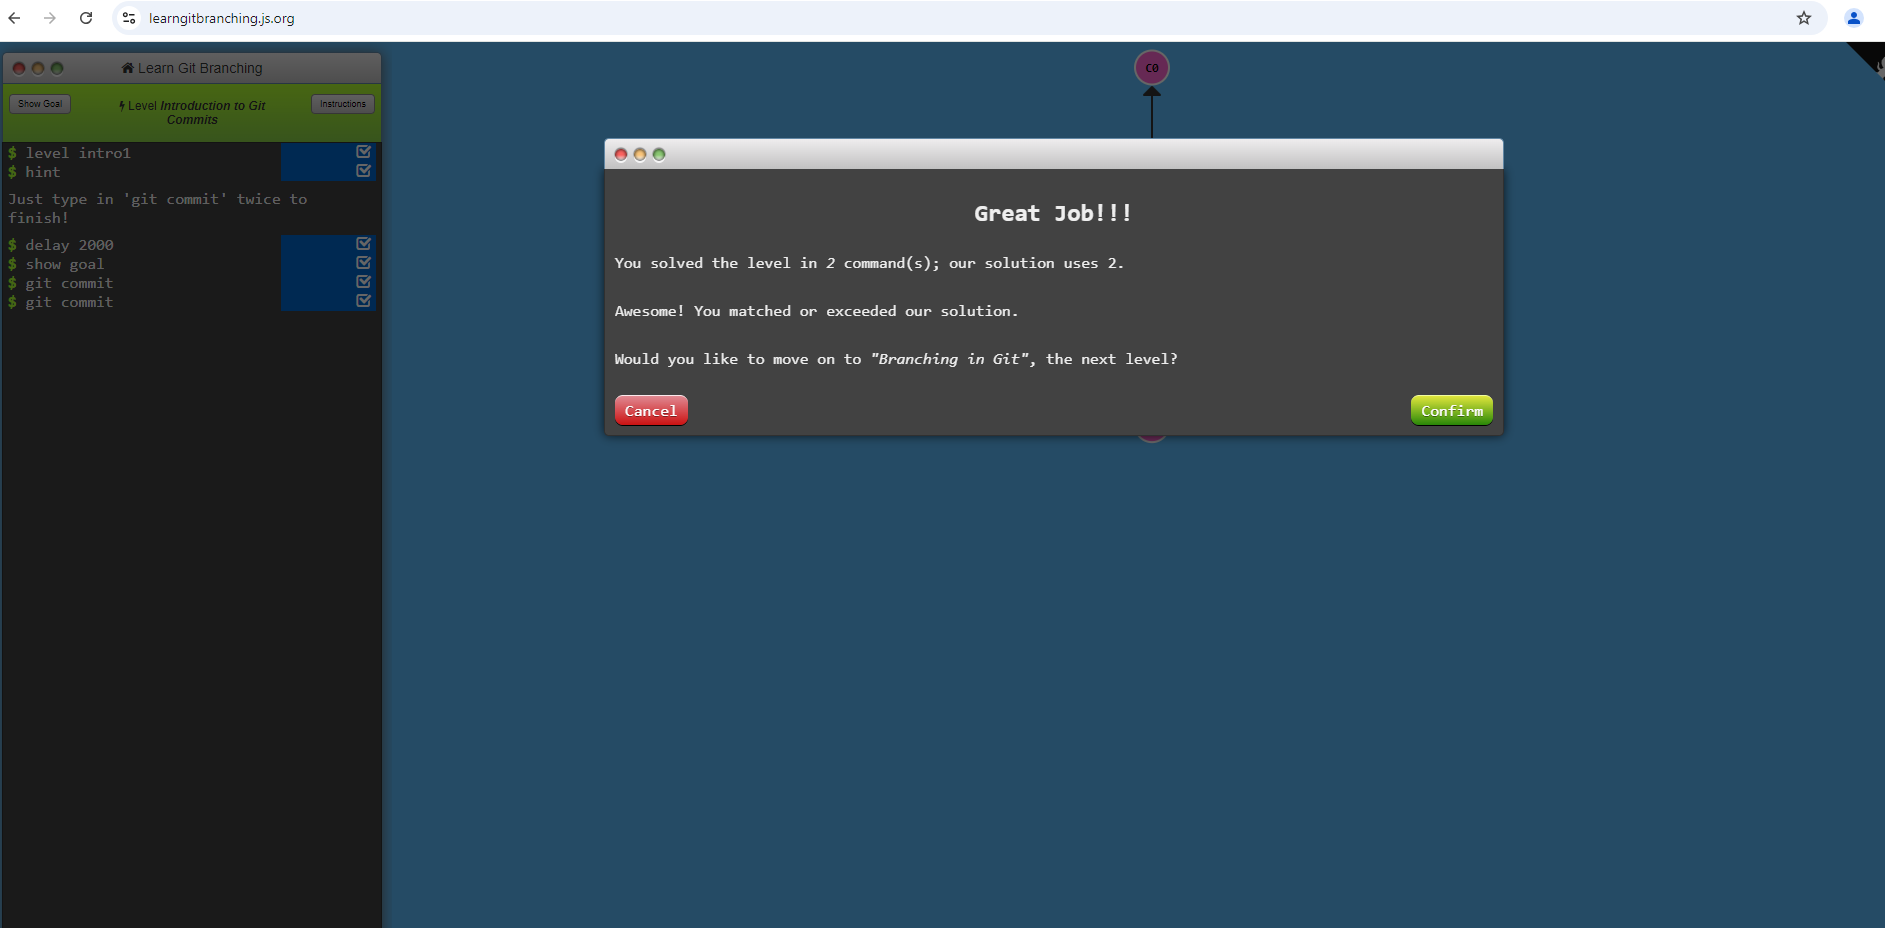 learngitbranching.js.org
Learn Git Branching
Show Goal
Level Introduction to Git
Commits
Instructions
$ level intro1
$ hint
Just type in 'git commit' twice to
finish!
$ delay 2000
$ show goal
$ git commit
$ git commit
C0
Great Job!!!
You solved the level in 2 command(s); our solution uses 2.
Awesome! You matched or exceeded our solution.
Would you like to move on to "Branching in Git", the next level?
Cancel
Confirm